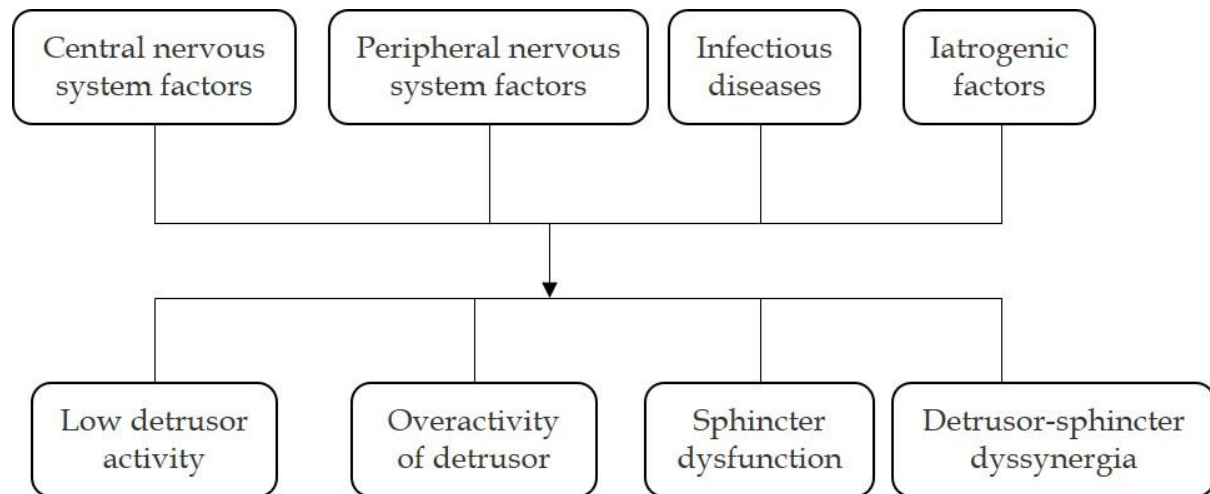 Central nervous
system factors
Peripheral nervous
system factors
Infectious
diseases
Iatrogenic
factors
Low detrusor
activity
Overactivity
of detrusor
Sphincter
dysfunction
Detrusor-sphincter
dyssynergia